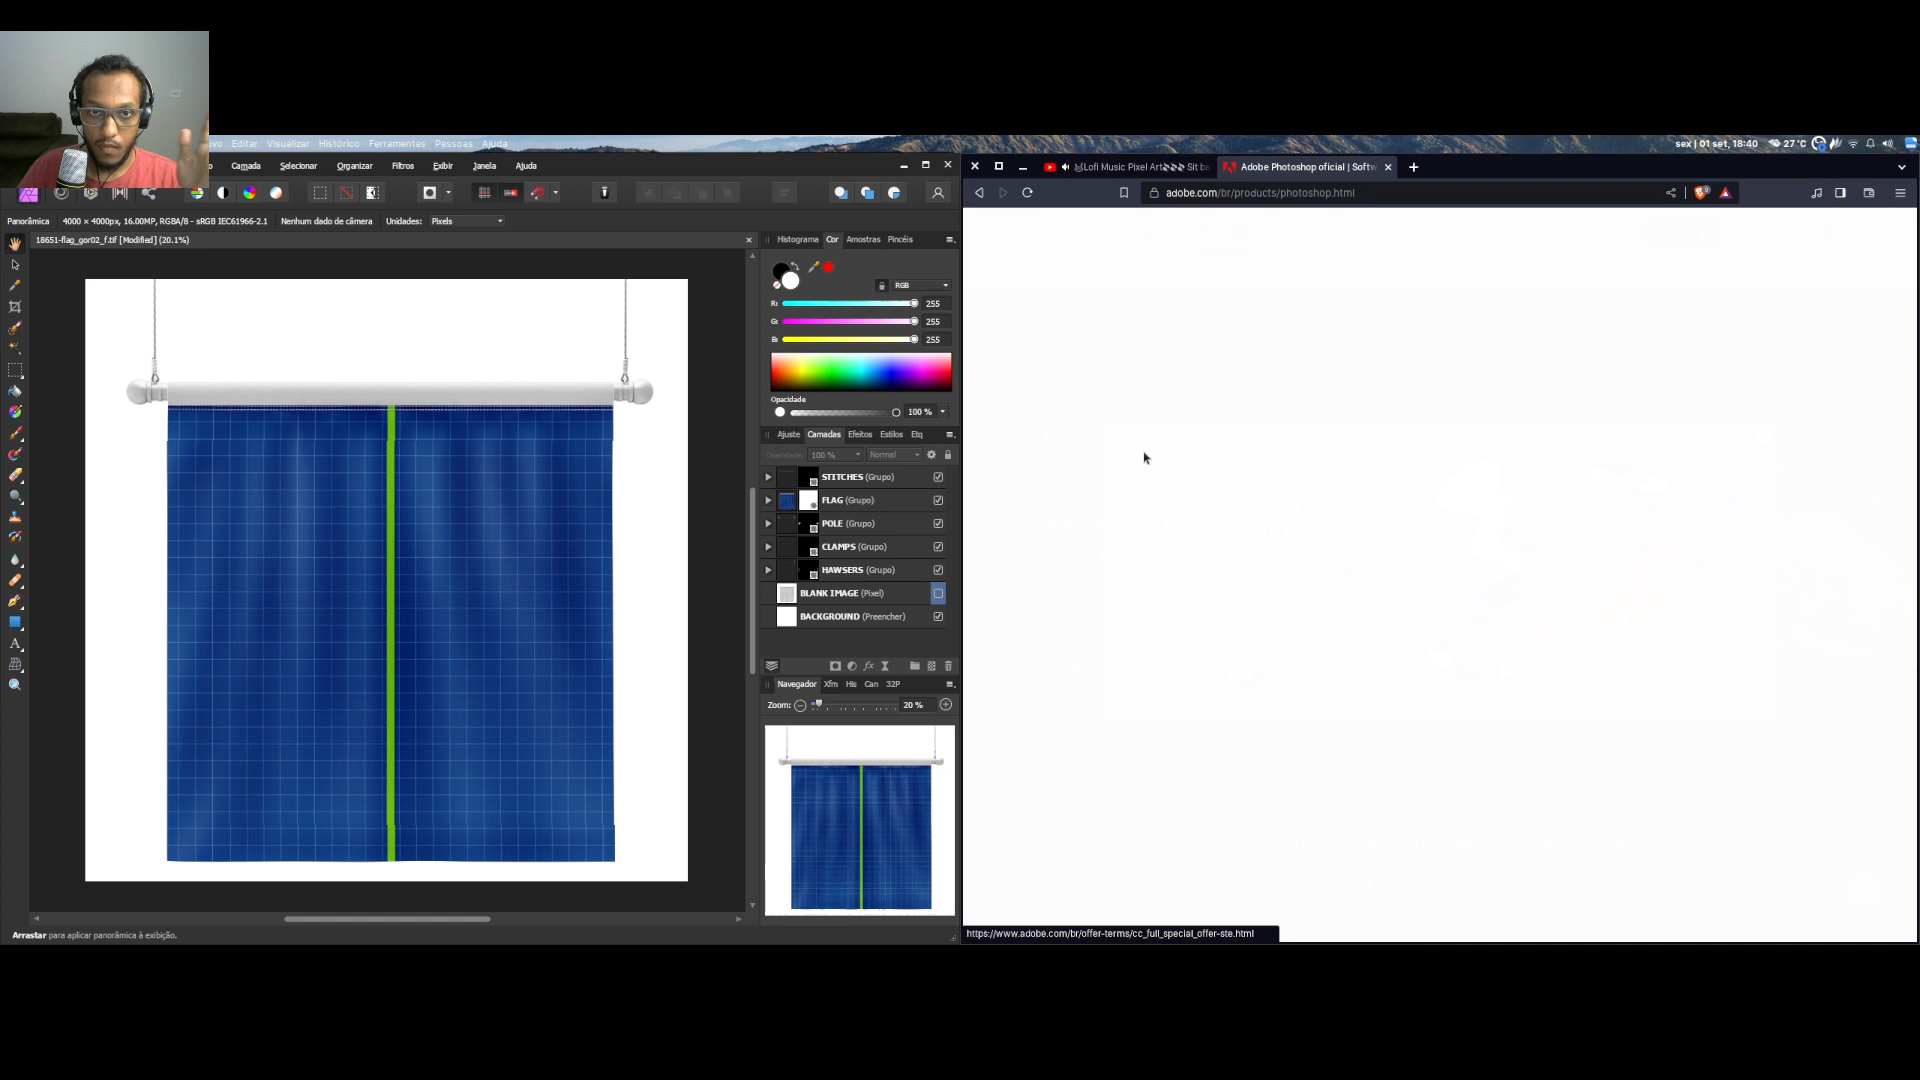 ivo Editar Visualizar Histórico Ferramentas Pessoas Ajuda
sex | 01 set, 18:40 27 °C
Camada Selecionar Organizar Filtros Exibir Janela Ajuda
Lofi Music Pixel Art Sit be
Adobe Photoshop oficial | Softw
adobe.com/br/products/photoshop.html
Panorâmica 4000 × 4000px, 16.00MP, RGBA/8 - sRGB IEC61966-2.1 Nenhum dado de câmera Unidades: Pixels
18651-flag_gor02_f.tif [Modified] (20.1%)
Histograma Cor Amostras Pincéis
RGB
R: 255
G: 255
B: 255
Opacidade
100 %
Ajuste Camadas Efeitos Estilos Etq
Opacidade: 100 % Normal
STITCHES (Grupo)
FLAG (Grupo)
POLE (Grupo)
CLAMPS (Grupo)
HAWSERS (Grupo)
BLANK IMAGE (Pixel)
BACKGROUND (Preencher)
Navegador Xfm His Can 32P
Zoom: 20 %
Arrastar para aplicar panorâmica à exibição.
https://www.adobe.com/br/offer-terms/cc_full_special_offer-ste.html